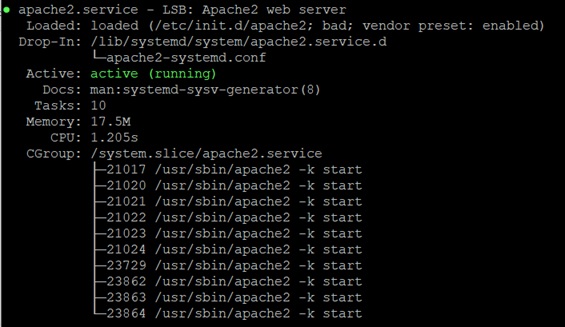 ● apache2.service - LSB: Apache2 web server
   Loaded: loaded (/etc/init.d/apache2; bad; vendor preset: enabled)
  Drop-In: /lib/systemd/system/apache2.service.d
           └─apache2-systemd.conf
   Active: active (running)
     Docs: man:systemd-sysv-generator(8)
    Tasks: 10
   Memory: 17.5M
      CPU: 1.205s
   CGroup: /system.slice/apache2.service
           ├─21017 /usr/sbin/apache2 -k start
           ├─21020 /usr/sbin/apache2 -k start
           ├─21021 /usr/sbin/apache2 -k start
           ├─21022 /usr/sbin/apache2 -k start
           ├─21023 /usr/sbin/apache2 -k start
           ├─21024 /usr/sbin/apache2 -k start
           ├─23729 /usr/sbin/apache2 -k start
           ├─23862 /usr/sbin/apache2 -k start
           ├─23863 /usr/sbin/apache2 -k start
           └─23864 /usr/sbin/apache2 -k start